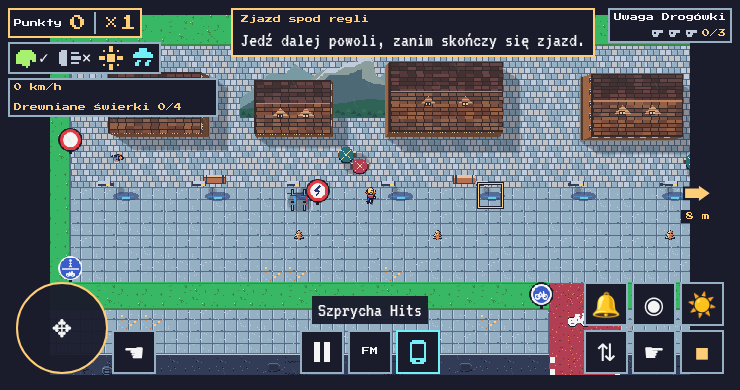 Punkty 0 x1
Zjazd spod regli
Jedź dalej powoli, zanim skończy się zjazd.
Uwaga Drogówki
0/3
0 km/h
Drewniane świerki 0/4
8 m
Szprycha Hits
FM